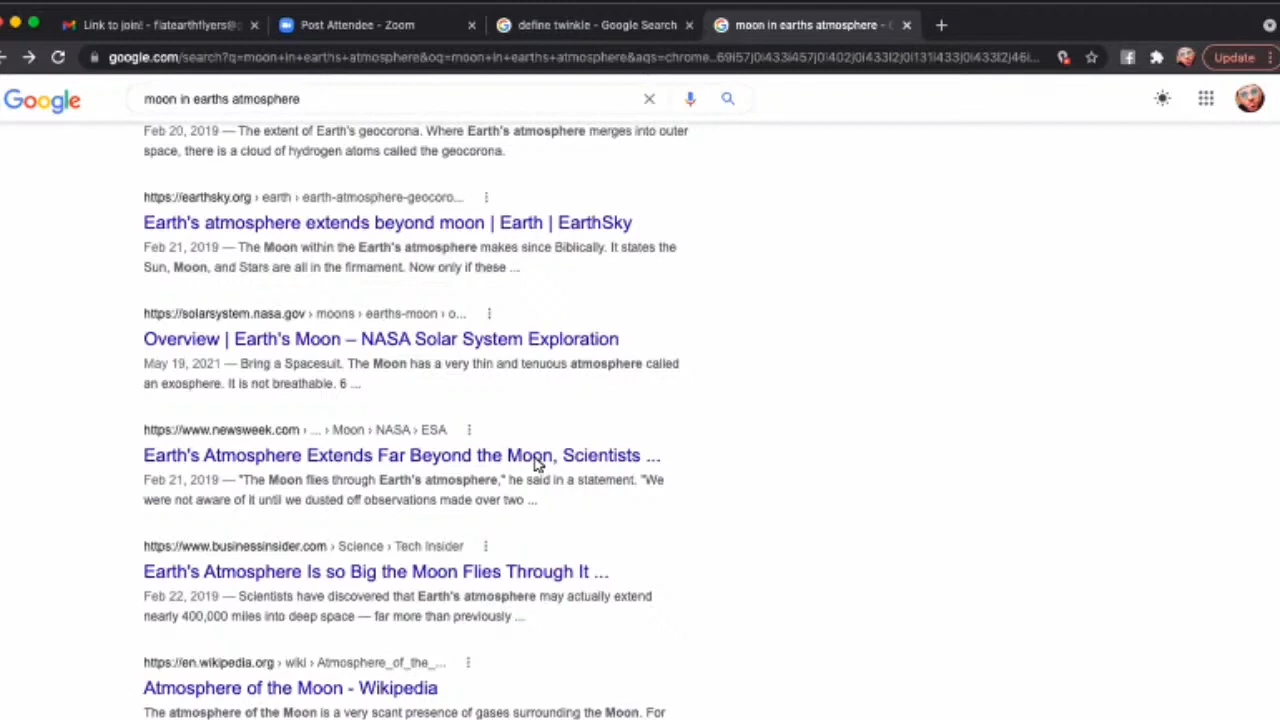 Link to join! - flatearthflyers@
Post Attendee - Zoom
define twinkle - Google Search
moon in earths atmosphere -
google.com/search?q=moon+in+earths+atmosphere&oq=moon+in+earths+atmosphere&aqs=chrome..69i57j0i433i457j0i402j0i433l2j0i131i433j0i433l2j46i...
Update
Google
moon in earths atmosphere
Feb 20, 2019 — The extent of Earth's geocorona. Where Earth's atmosphere merges into outer
space, there is a cloud of hydrogen atoms called the geocorona.
https://earthsky.org › earth › earth-atmosphere-geocoro...
Earth's atmosphere extends beyond moon | Earth | EarthSky
Feb 21, 2019 — The Moon within the Earth's atmosphere makes since Biblically. It states the
Sun, Moon, and Stars are all in the firmament. Now only if these ...
https://solarsystem.nasa.gov › moons › earths-moon › o...
Overview | Earth's Moon – NASA Solar System Exploration
May 19, 2021 — Bring a Spacesuit. The Moon has a very thin and tenuous atmosphere called
an exosphere. It is not breathable. 6 ...
https://www.newsweek.com › ... › Moon › NASA › ESA
Earth's Atmosphere Extends Far Beyond the Moon, Scientists ...
Feb 21, 2019 — "The Moon flies through Earth's atmosphere," he said in a statement. "We
were not aware of it until we dusted off observations made over two ...
https://www.businessinsider.com › Science › Tech Insider
Earth's Atmosphere Is so Big the Moon Flies Through It ...
Feb 22, 2019 — Scientists have discovered that Earth's atmosphere may actually extend
nearly 400,000 miles into deep space — far more than previously ...
https://en.wikipedia.org › wiki › Atmosphere_of_the_...
Atmosphere of the Moon - Wikipedia
The atmosphere of the Moon is a very scant presence of gases surrounding the Moon. For